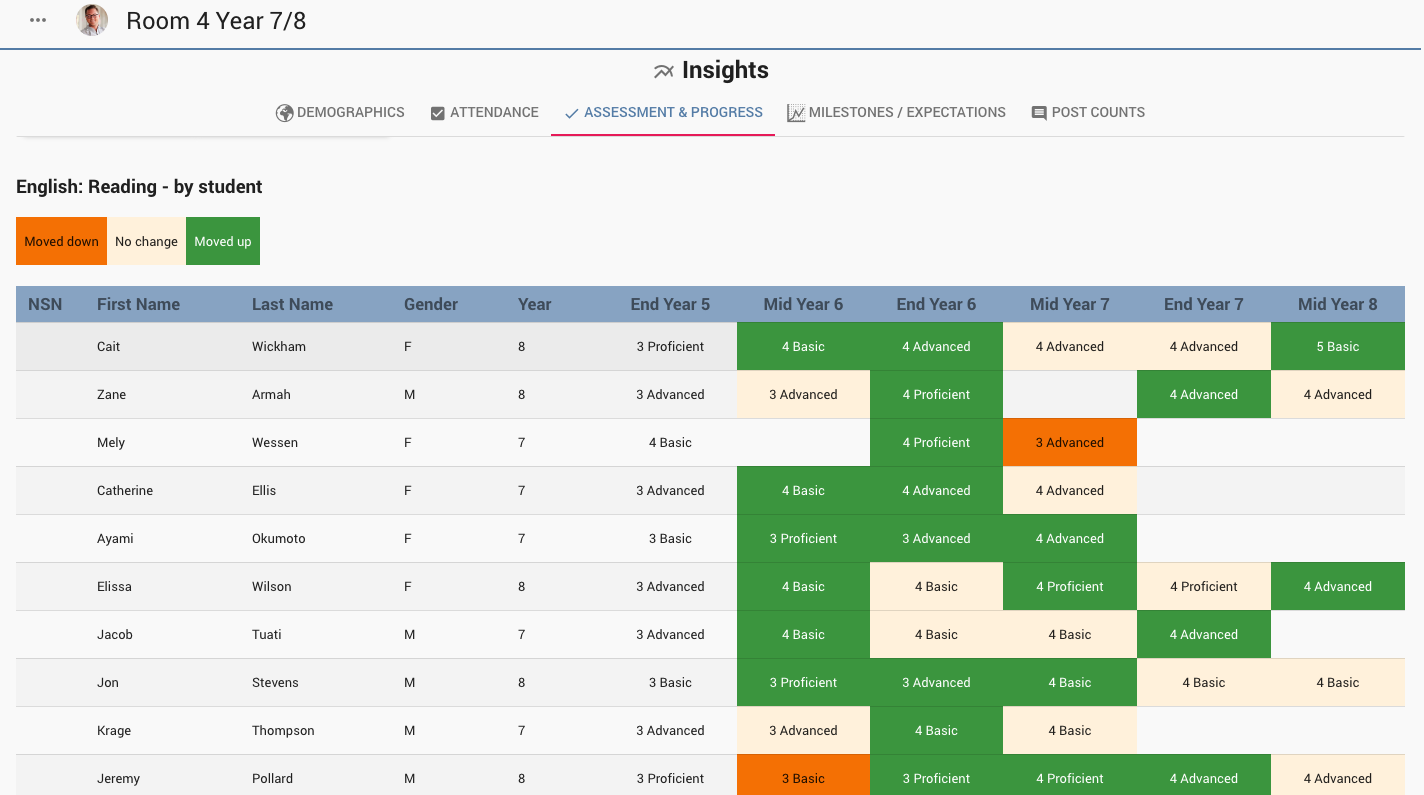 Room 4 Year 7/8
Insights
DEMOGRAPHICS ATTENDANCE ASSESSMENT & PROGRESS MILESTONES / EXPECTATIONS POST COUNTS
English: Reading - by student
Moved down No change Moved up
NSN First Name Last Name Gender Year End Year 5 Mid Year 6 End Year 6 Mid Year 7 End Year 7 Mid Year 8
Cait Wickham F 8 3 Proficient 4 Basic 4 Advanced 4 Advanced 4 Advanced 5 Basic
Zane Armah M 8 3 Advanced 3 Advanced 4 Proficient 4 Advanced 4 Advanced
Mely Wessen F 7 4 Basic 4 Proficient 3 Advanced
Catherine Ellis F 7 3 Advanced 4 Basic 4 Advanced 4 Advanced
Ayami Okumoto F 7 3 Basic 3 Proficient 3 Advanced 4 Advanced
Elissa Wilson F 8 3 Advanced 4 Basic 4 Basic 4 Proficient 4 Proficient 4 Advanced
Jacob Tuati M 7 3 Advanced 4 Basic 4 Basic 4 Basic 4 Advanced
Jon Stevens M 8 3 Basic 3 Proficient 3 Advanced 4 Basic 4 Basic 4 Basic
Krage Thompson M 7 3 Advanced 3 Advanced 4 Basic 4 Basic
Jeremy Pollard M 8 3 Proficient 3 Basic 3 Proficient 4 Proficient 4 Advanced 4 Advanced